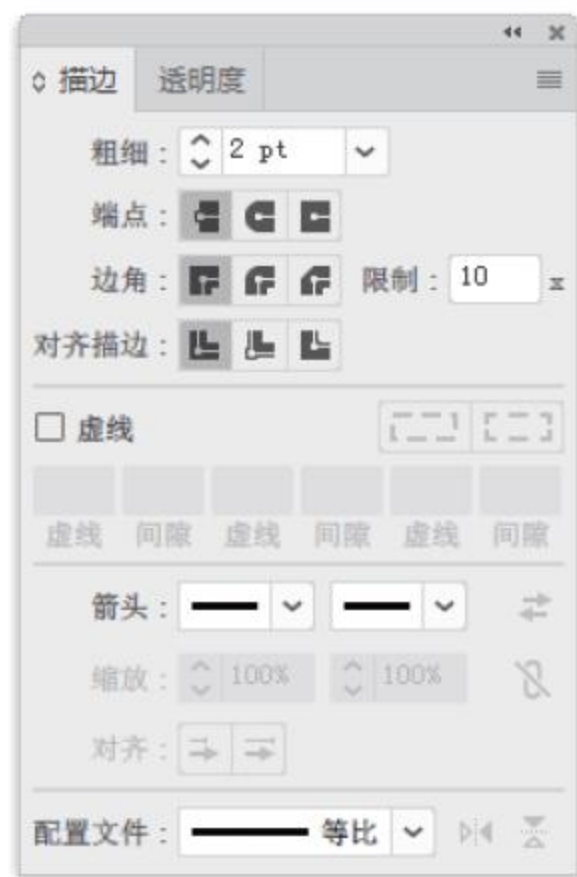 描边 透明度
粗细： 2 pt
端点：
边角： 限制： 10 x
对齐描边：
虚线
虚线 间隙 虚线 间隙 虚线 间隙
箭头：
缩放： 100% 100%
对齐：
配置文件： 等比